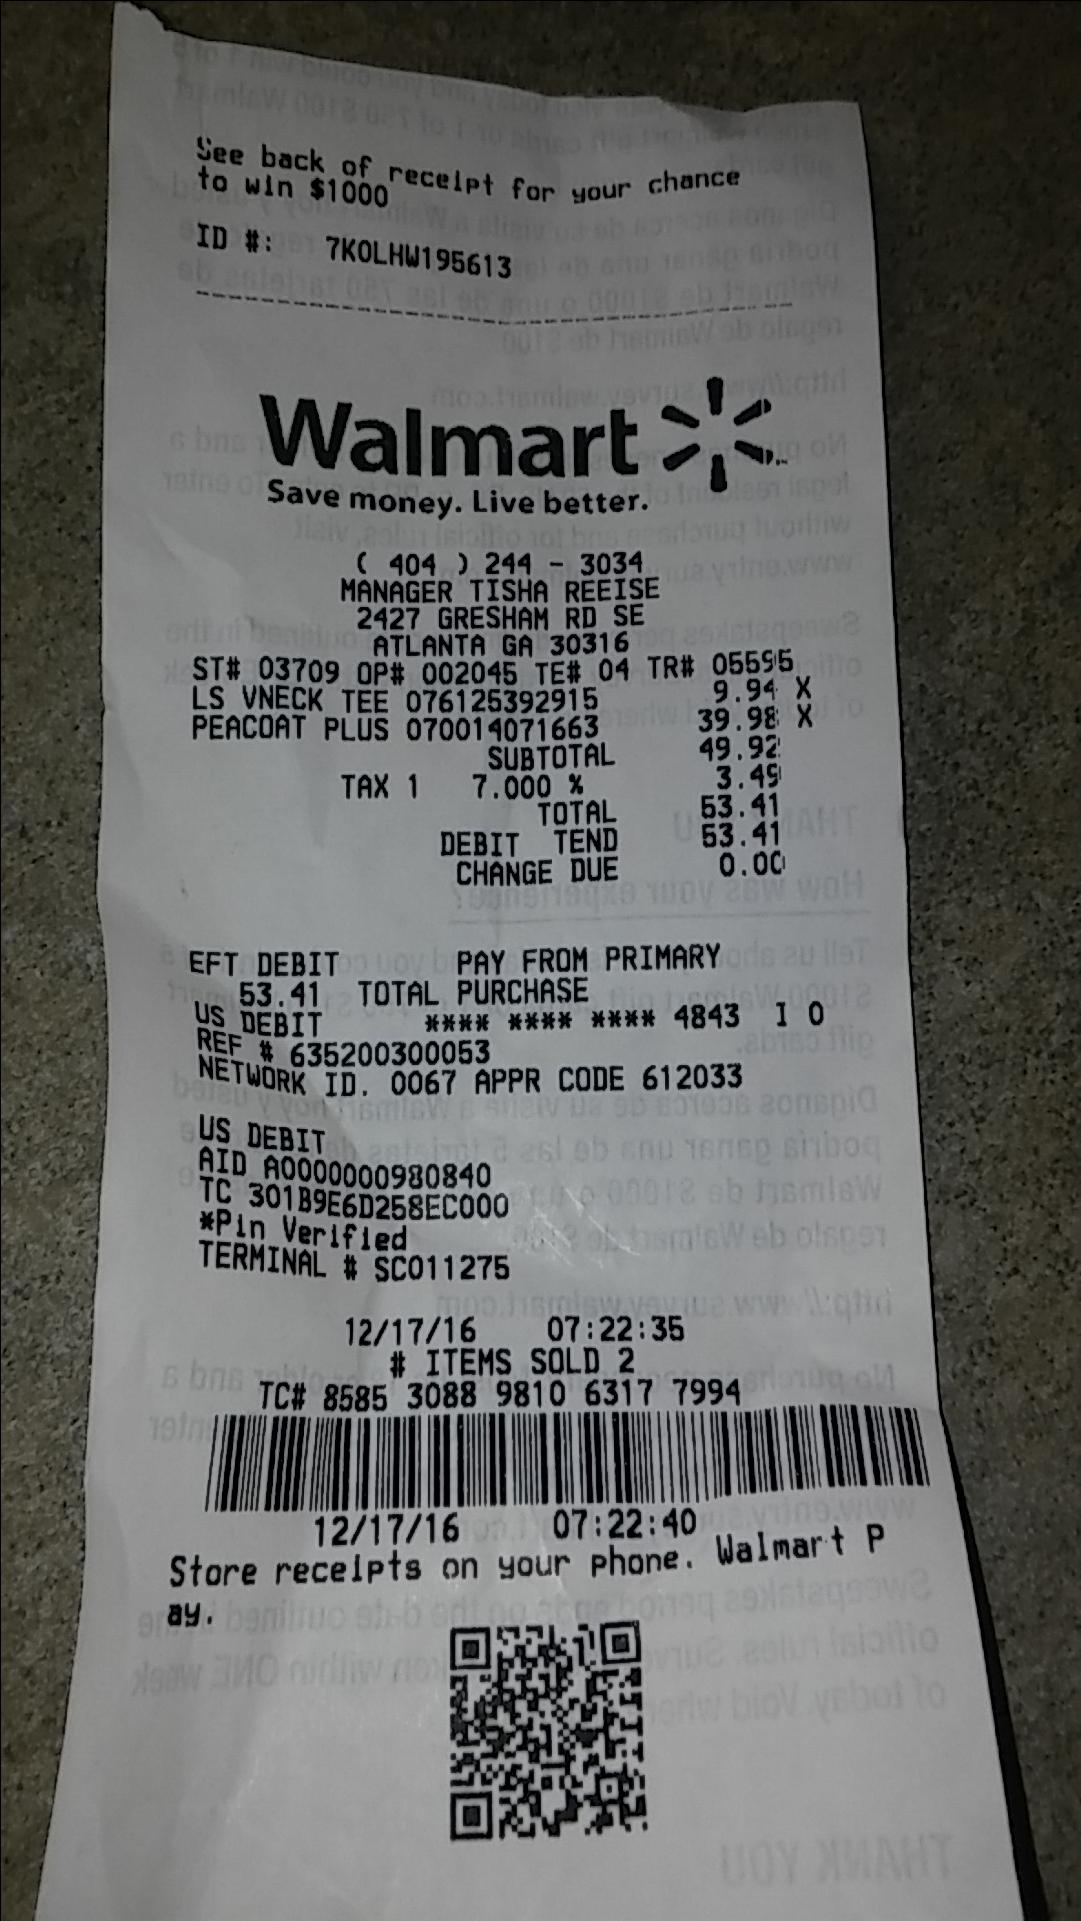 See back of receipt for your chance
to win $1000
ID #: 7KOLHW195613
Walmart
Save money. Live better.
( 404 ) 244 - 3034
MANAGER TISHA REEISE
2427 GRESHAM RD SE
ATLANTA GA 30316
ST# 03709 OP# 002045 TE# 04 TR# 05595
LS VNECK TEE 076125392915 9.94 X
PEACOAT PLUS 070014071663 39.98 X
SUBTOTAL 49.92
TAX 1 7.000 % 3.49
TOTAL 53.41
DEBIT TEND 53.41
CHANGE DUE 0.00
EFT DEBIT PAY FROM PRIMARY
53.41 TOTAL PURCHASE
US DEBIT **** **** **** 4843 I 0
REF # 635200300053
NETWORK ID. 0067 APPR CODE 612033
US DEBIT
AID A0000000980840
TC 301B9E6D258EC000
*Pin Verified
TERMINAL # SC011275
12/17/16 07:22:35
# ITEMS SOLD 2
TC# 8585 3088 9810 6317 7994
12/17/16 07:22:40
Store receipts on your phone. Walmart P
ay.